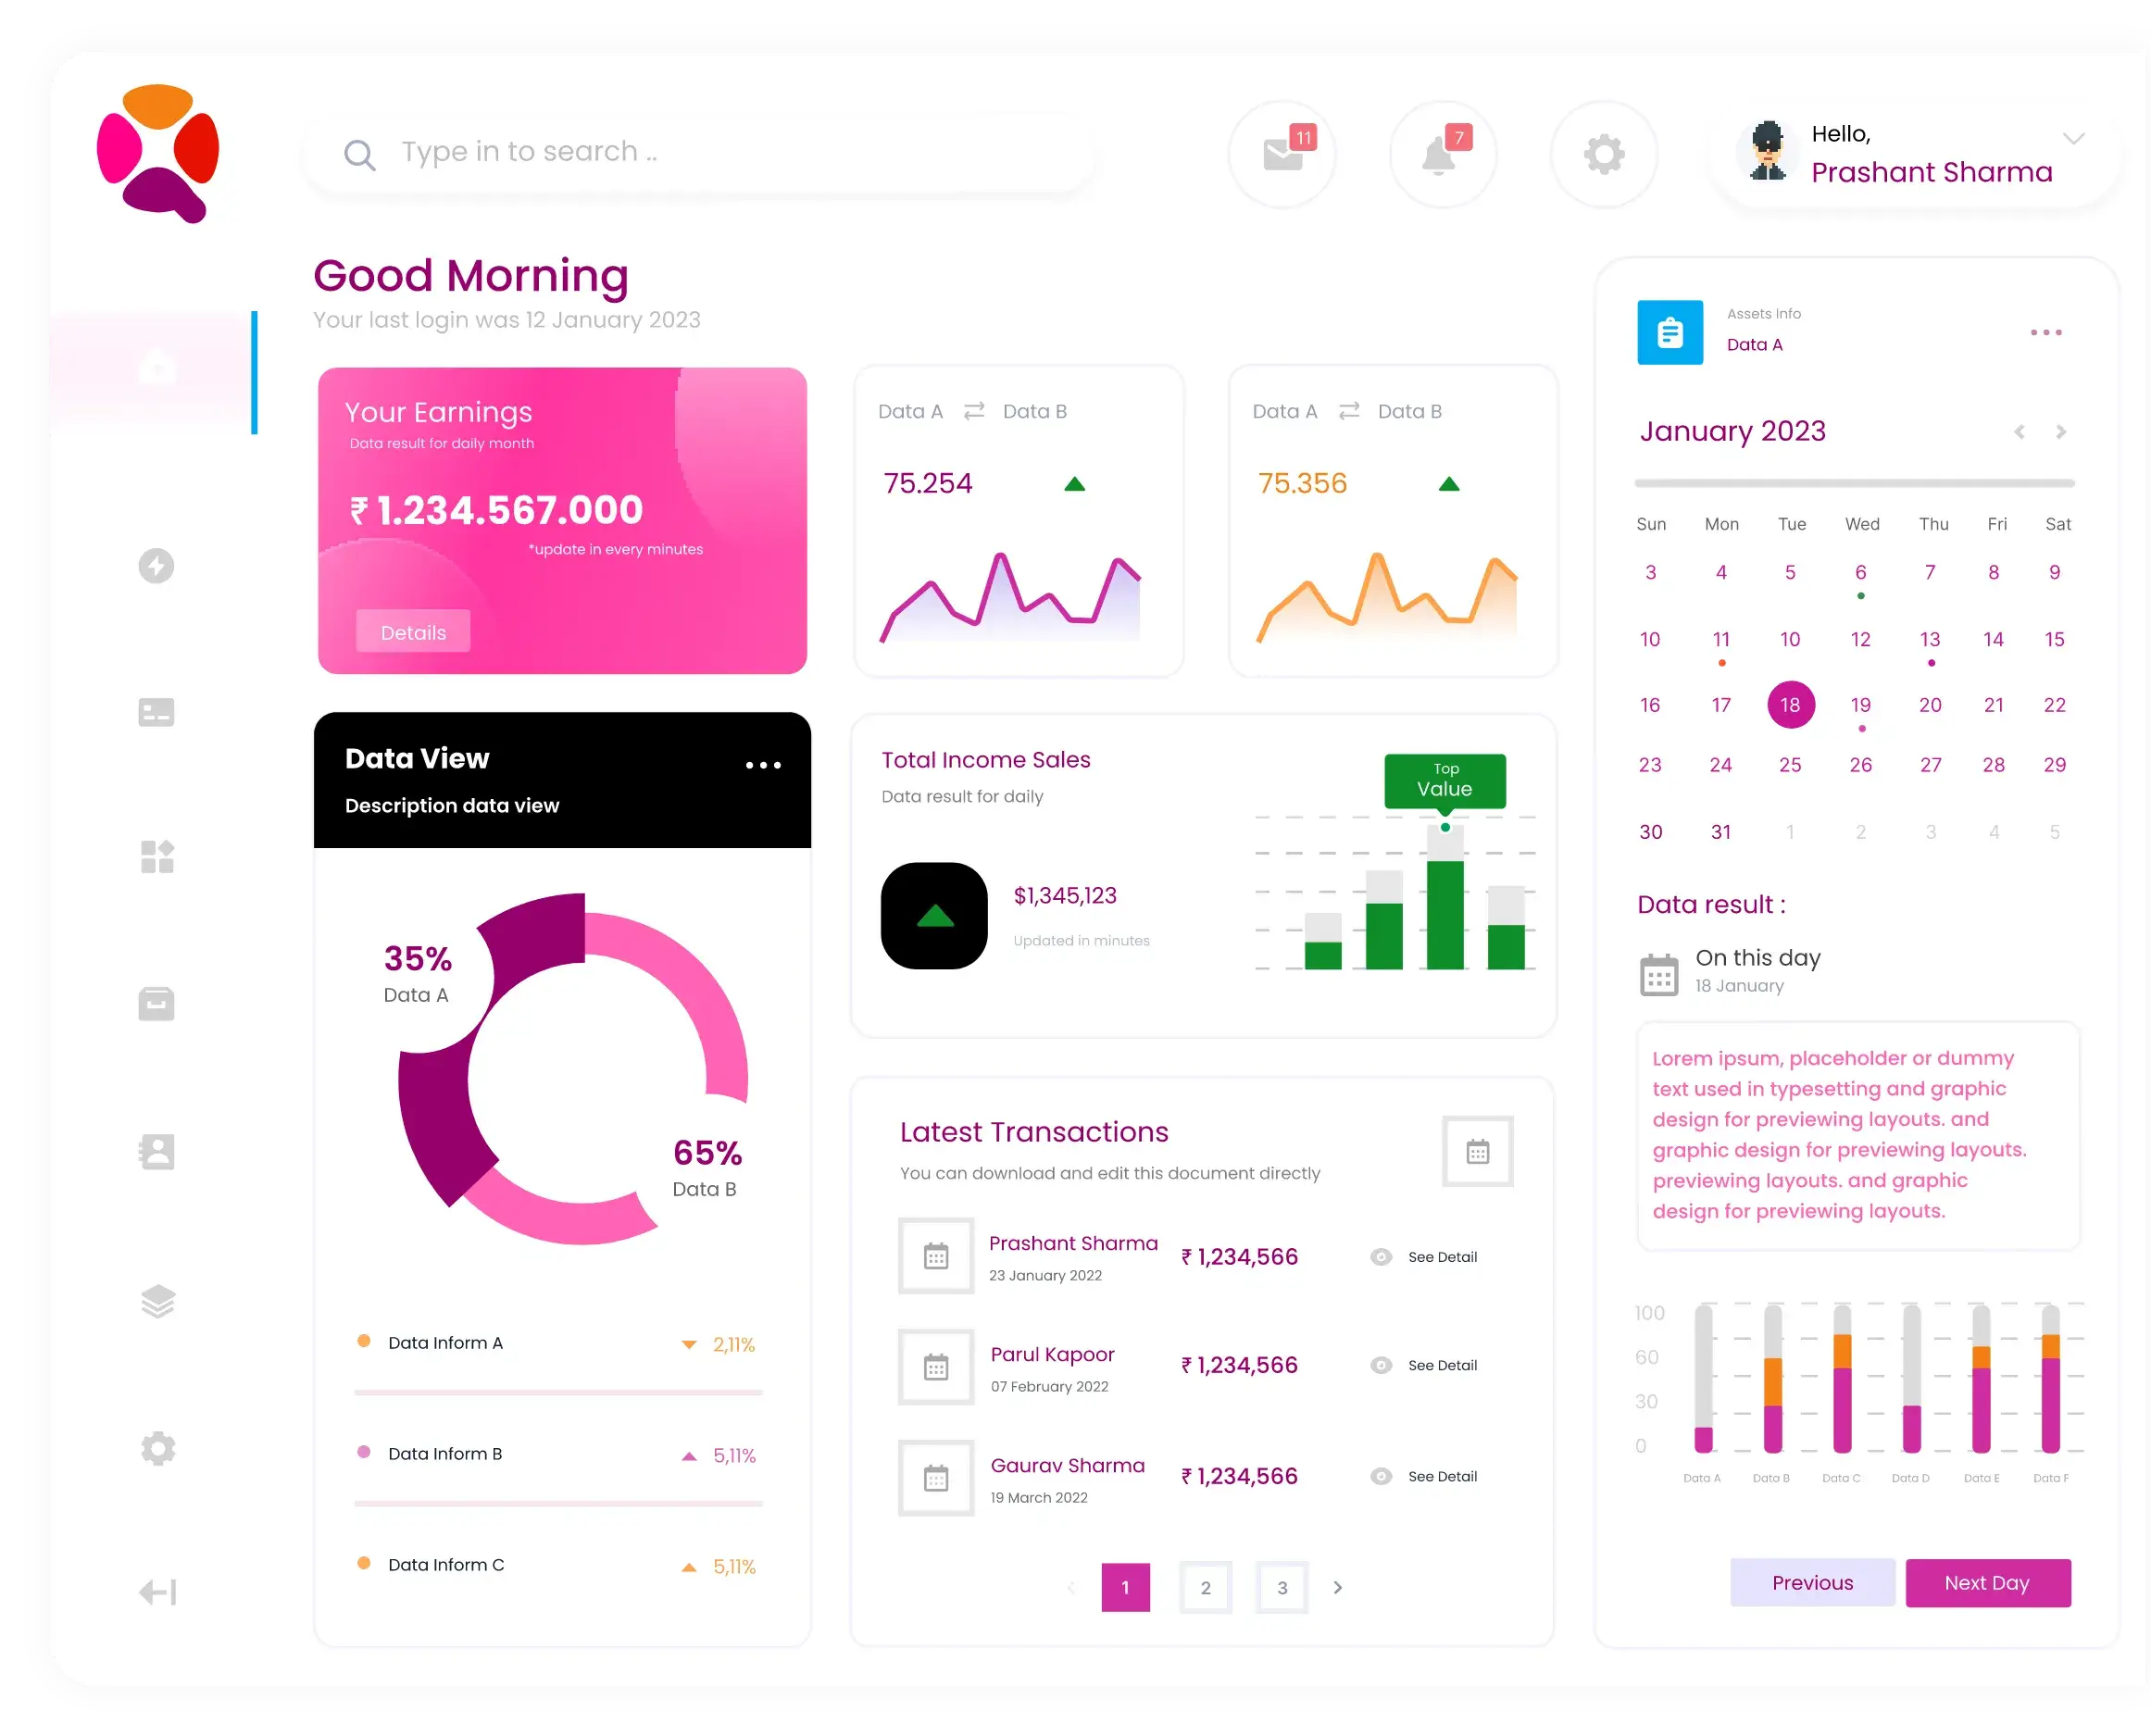 Type in to search ..
11
7
Hello,
Prashant Sharma
Good Morning
Your last login was 12 January 2023
Your Earnings
Data result for daily month
₹ 1.234.567.000
*update in every minutes
Details
Data A
Data B
75.254
Data A
Data B
75.356
Data View
Description data view
35%
Data A
65%
Data B
Data Inform A
2,11%
Data Inform B
5,11%
Data Inform C
5,11%
Total Income Sales
Data result for daily
$1,345,123
Updated in minutes
Top
Value
Latest Transactions
You can download and edit this document directly
Prashant Sharma
23 January 2022
₹ 1,234,566
See Detail
Parul Kapoor
07 February 2022
₹ 1,234,566
See Detail
Gaurav Sharma
19 March 2022
₹ 1,234,566
See Detail
1 2 3
Assets Info
Data A
January 2023
Sun Mon Tue Wed Thu Fri Sat
3 4 5 6 7 8 9
10 11 10 12 13 14 15
16 17 18 19 20 21 22
23 24 25 26 27 28 29
30 31 1 2 3 4 5
Data result :
On this day
18 January
Lorem ipsum, placeholder or dummy
text used in typesetting and graphic
design for previewing layouts. and
graphic design for previewing layouts.
previewing layouts. and graphic
design for previewing layouts.
100
60
30
0
Data A Data B Data C Data D Data E Data F
Previous
Next Day